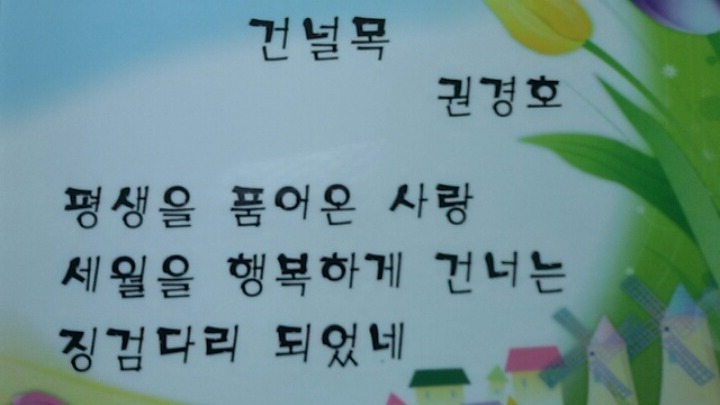 건널목
권경호
평생을 품어온 사랑
세월을 행복하게 건너는
징검다리 되었네